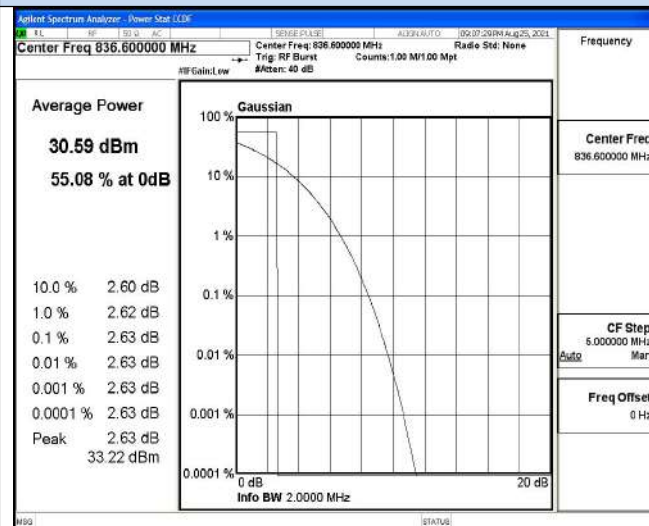 Agilent Spectrum Analyzer - Power Stat CCDF
RL RF 50 Ω AC SENSE:PULSE ALIGN AUTO 09:07:29 PM Aug 25, 2021
Center Freq 836.600000 MHz
Center Freq: 836.600000 MHz Radio Std: None
Trig: RF Burst Counts:1.00 M/1.00 Mpt
#IFGain:Low #Atten: 40 dB
Frequency
Average Power
30.59 dBm
55.08 % at 0dB
10.0 % 2.60 dB
1.0 % 2.62 dB
0.1 % 2.63 dB
0.01 % 2.63 dB
0.001 % 2.63 dB
0.0001 % 2.63 dB
Peak 2.63 dB
33.22 dBm
Gaussian
100 %
10 %
1 %
0.1 %
0.01 %
0.001 %
0.0001 %
0 dB 20 dB
Info BW 2.0000 MHz
Center Freq
836.600000 MHz
CF Step
5.000000 MHz
Auto Man
Freq Offset
0 Hz
MSG STATUS